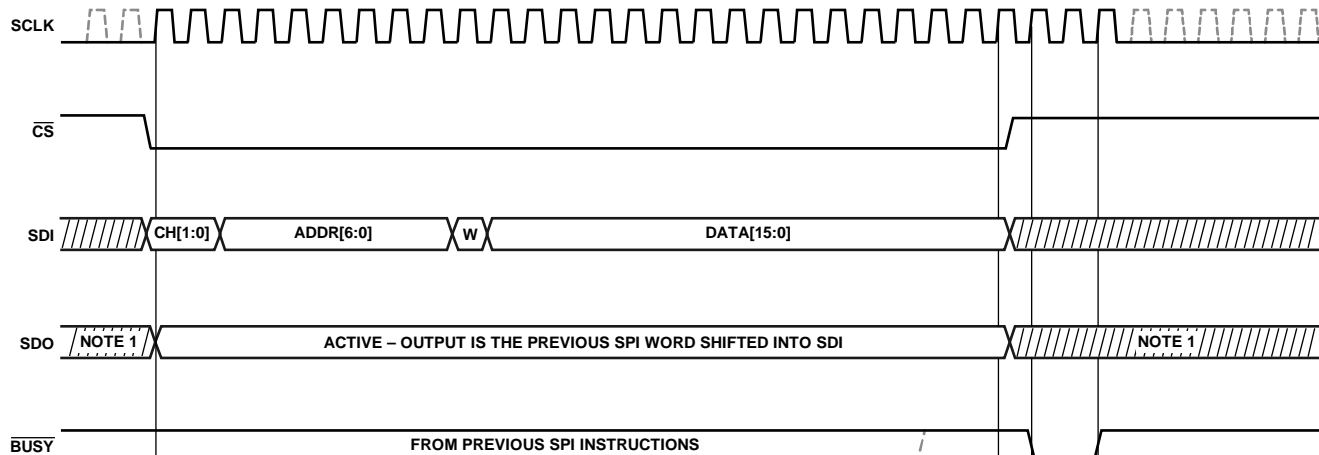 SCLK
CS
SDI CH[1:0] ADDR[6:0] W DATA[15:0]
SDO NOTE 1 ACTIVE – OUTPUT IS THE PREVIOUS SPI WORD SHIFTED INTO SDI NOTE 1
BUSY FROM PREVIOUS SPI INSTRUCTIONS